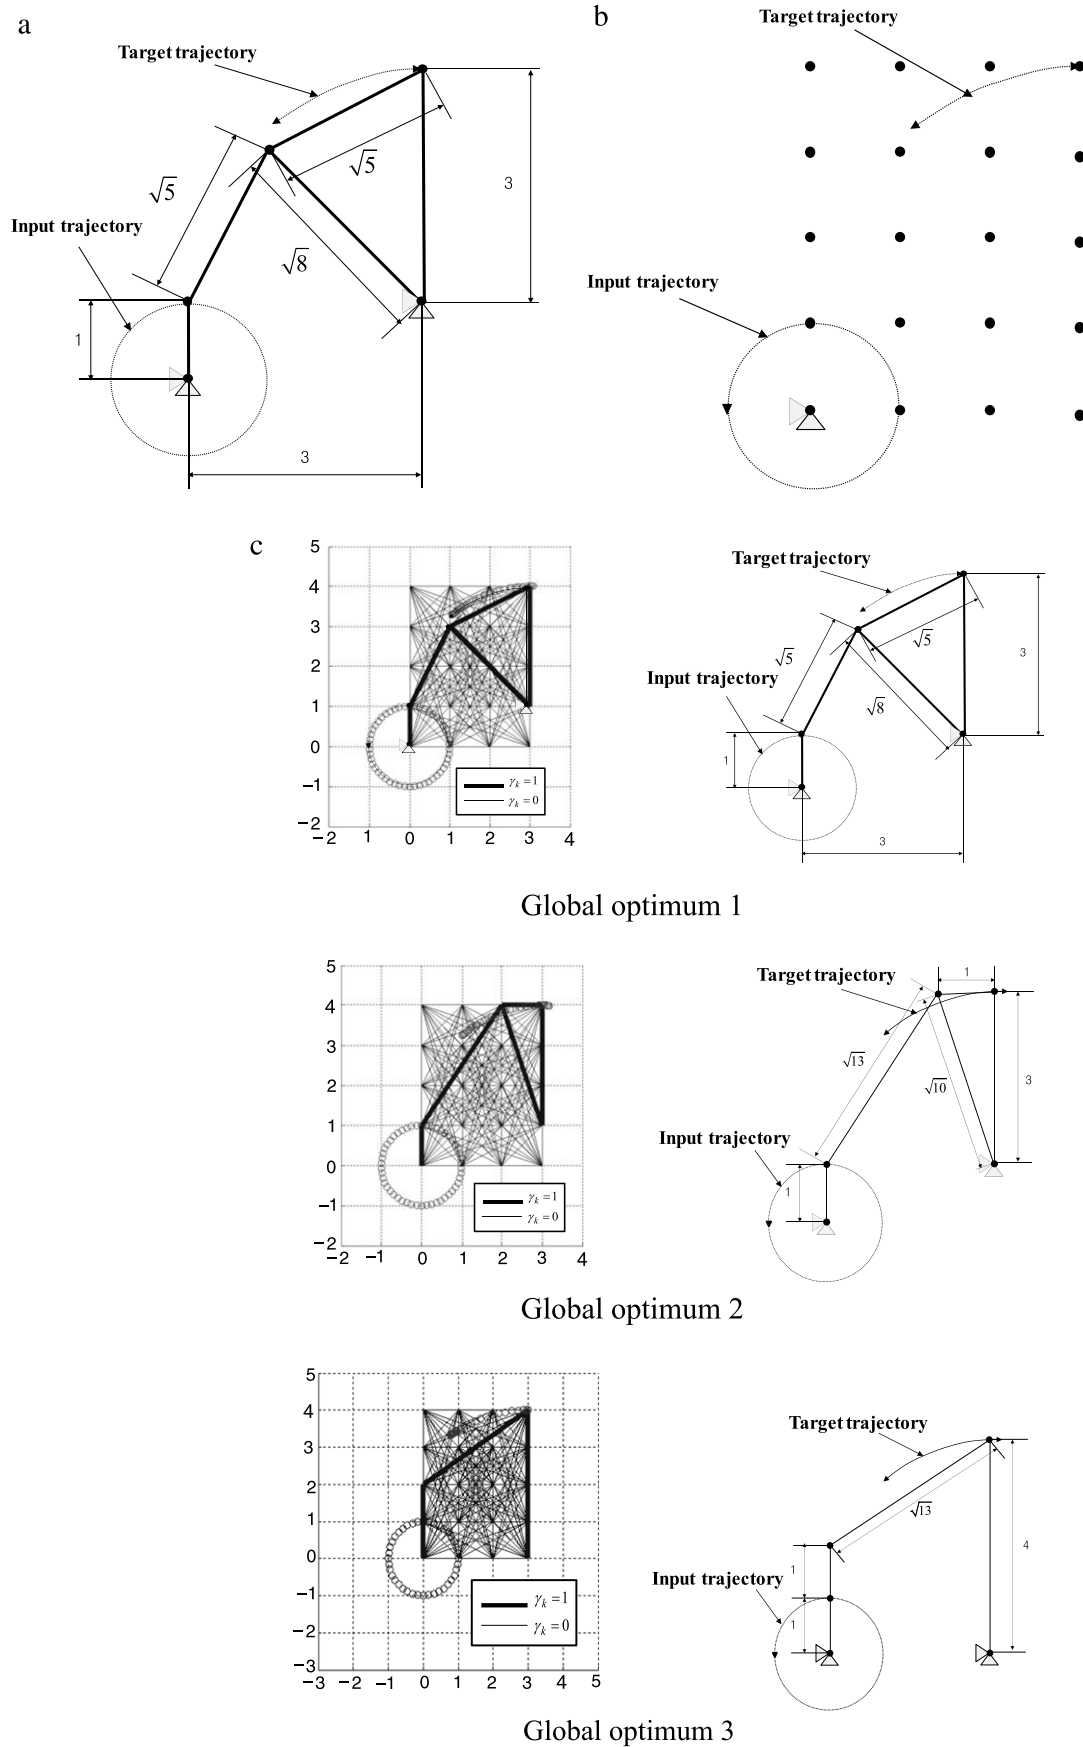 a
Target trajectory
√5
√5
3
Input trajectory
√8
1
3
b
Target trajectory
Input trajectory
c
5
4
3
2
1
0
−1
−2
−2 1 0 1 2 3 4
γk = 1
γk = 0
Target trajectory
√5
√5
3
Input trajectory
√8
1
3
Global optimum 1
5
4
3
2
1
0
−1
−2
−2 −1 0 1 2 3 4
γk = 1
γk = 0
1
Target trajectory
√13
√10
3
Input trajectory
1
Global optimum 2
5
4
3
2
1
0
−1
−2
−3
−3 −2 −1 0 1 2 3 4 5
γk = 1
γk = 0
Target trajectory
√13
4
1
Input trajectory
1
Global optimum 3